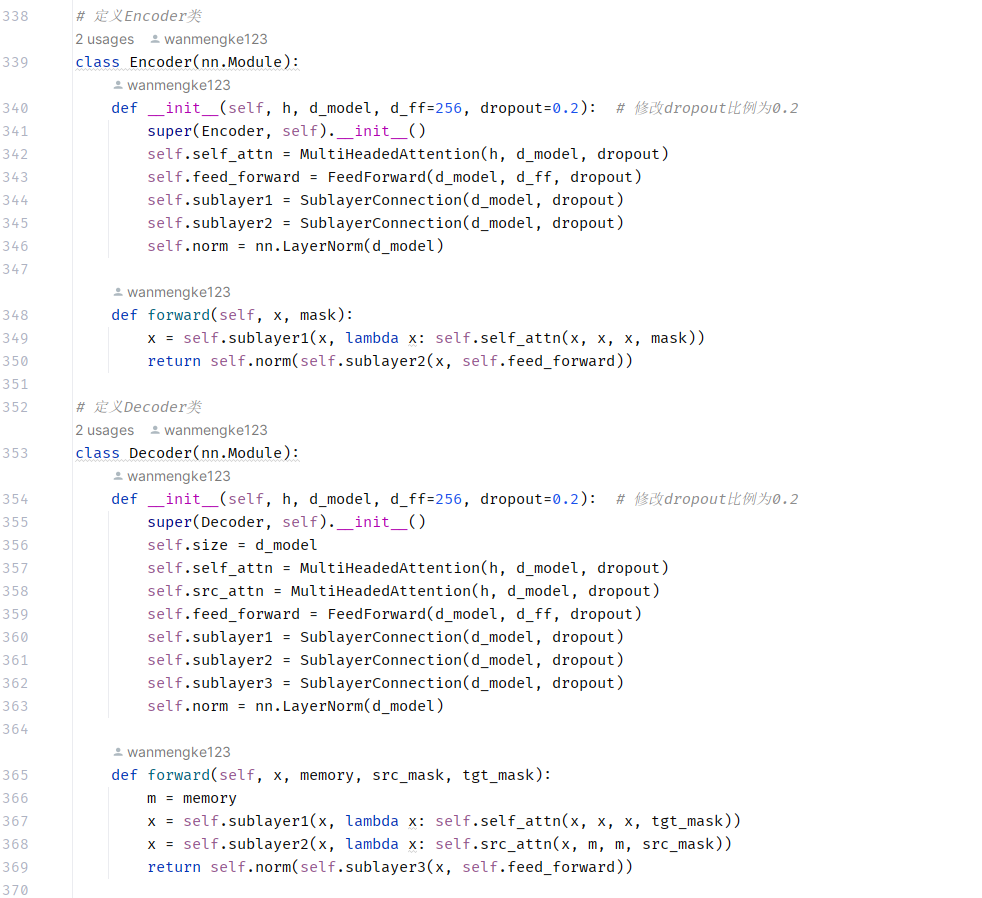 338 # 定义Encoder类
2 usages wanmengke123
339 class Encoder(nn.Module):
wanmengke123
340 def __init__(self, h, d_model, d_ff=256, dropout=0.2): # 修改dropout比例为0.2
341 super(Encoder, self).__init__()
342 self.self_attn = MultiHeadedAttention(h, d_model, dropout)
343 self.feed_forward = FeedForward(d_model, d_ff, dropout)
344 self.sublayer1 = SublayerConnection(d_model, dropout)
345 self.sublayer2 = SublayerConnection(d_model, dropout)
346 self.norm = nn.LayerNorm(d_model)
347
wanmengke123
348 def forward(self, x, mask):
349 x = self.sublayer1(x, lambda x: self.self_attn(x, x, x, mask))
350 return self.norm(self.sublayer2(x, self.feed_forward))
351
352 # 定义Decoder类
2 usages wanmengke123
353 class Decoder(nn.Module):
wanmengke123
354 def __init__(self, h, d_model, d_ff=256, dropout=0.2): # 修改dropout比例为0.2
355 super(Decoder, self).__init__()
356 self.size = d_model
357 self.self_attn = MultiHeadedAttention(h, d_model, dropout)
358 self.src_attn = MultiHeadedAttention(h, d_model, dropout)
359 self.feed_forward = FeedForward(d_model, d_ff, dropout)
360 self.sublayer1 = SublayerConnection(d_model, dropout)
361 self.sublayer2 = SublayerConnection(d_model, dropout)
362 self.sublayer3 = SublayerConnection(d_model, dropout)
363 self.norm = nn.LayerNorm(d_model)
364
wanmengke123
365 def forward(self, x, memory, src_mask, tgt_mask):
366 m = memory
367 x = self.sublayer1(x, lambda x: self.self_attn(x, x, x, tgt_mask))
368 x = self.sublayer2(x, lambda x: self.src_attn(x, m, m, src_mask))
369 return self.norm(self.sublayer3(x, self.feed_forward))
370